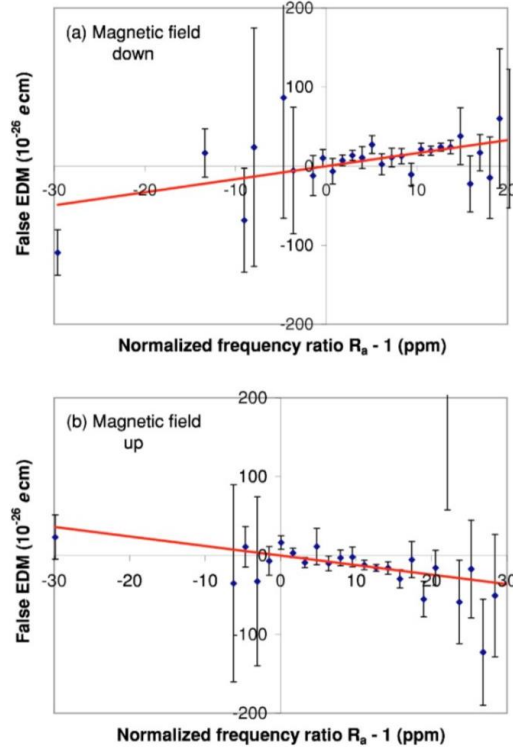 (a) Magnetic field
down
False EDM (10⁻²⁶ e cm)
200
100
0
-100
-200
-30
-20
-10
0
10
20
Normalized frequency ratio Rₐ - 1 (ppm)
(b) Magnetic field
up
False EDM (10⁻²⁶ e cm)
200
100
0
-100
-200
-30
-20
-10
0
10
20
30
Normalized frequency ratio Rₐ - 1 (ppm)